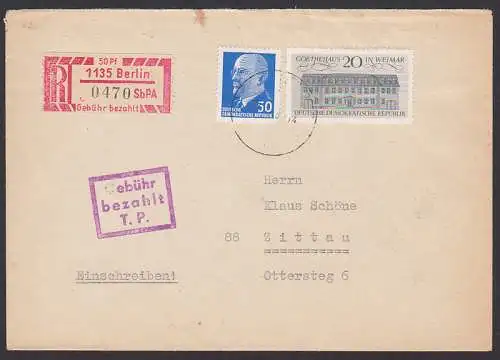 50 Pf
R
1135 Berlin
0470 SbPA
Gebühr bezahlt
50
DEUTSCHE
DEMOKRATISCHE REPUBLIK
GOETHEHAUS 20 IN WEIMAR
DEUTSCHE DEMOKRATISCHE REPUBLIK
Gebühr
bezahlt
T. P.
Herrn
Klaus Schöne
88 Zittau
Einschreiben!
Ottersteg 6